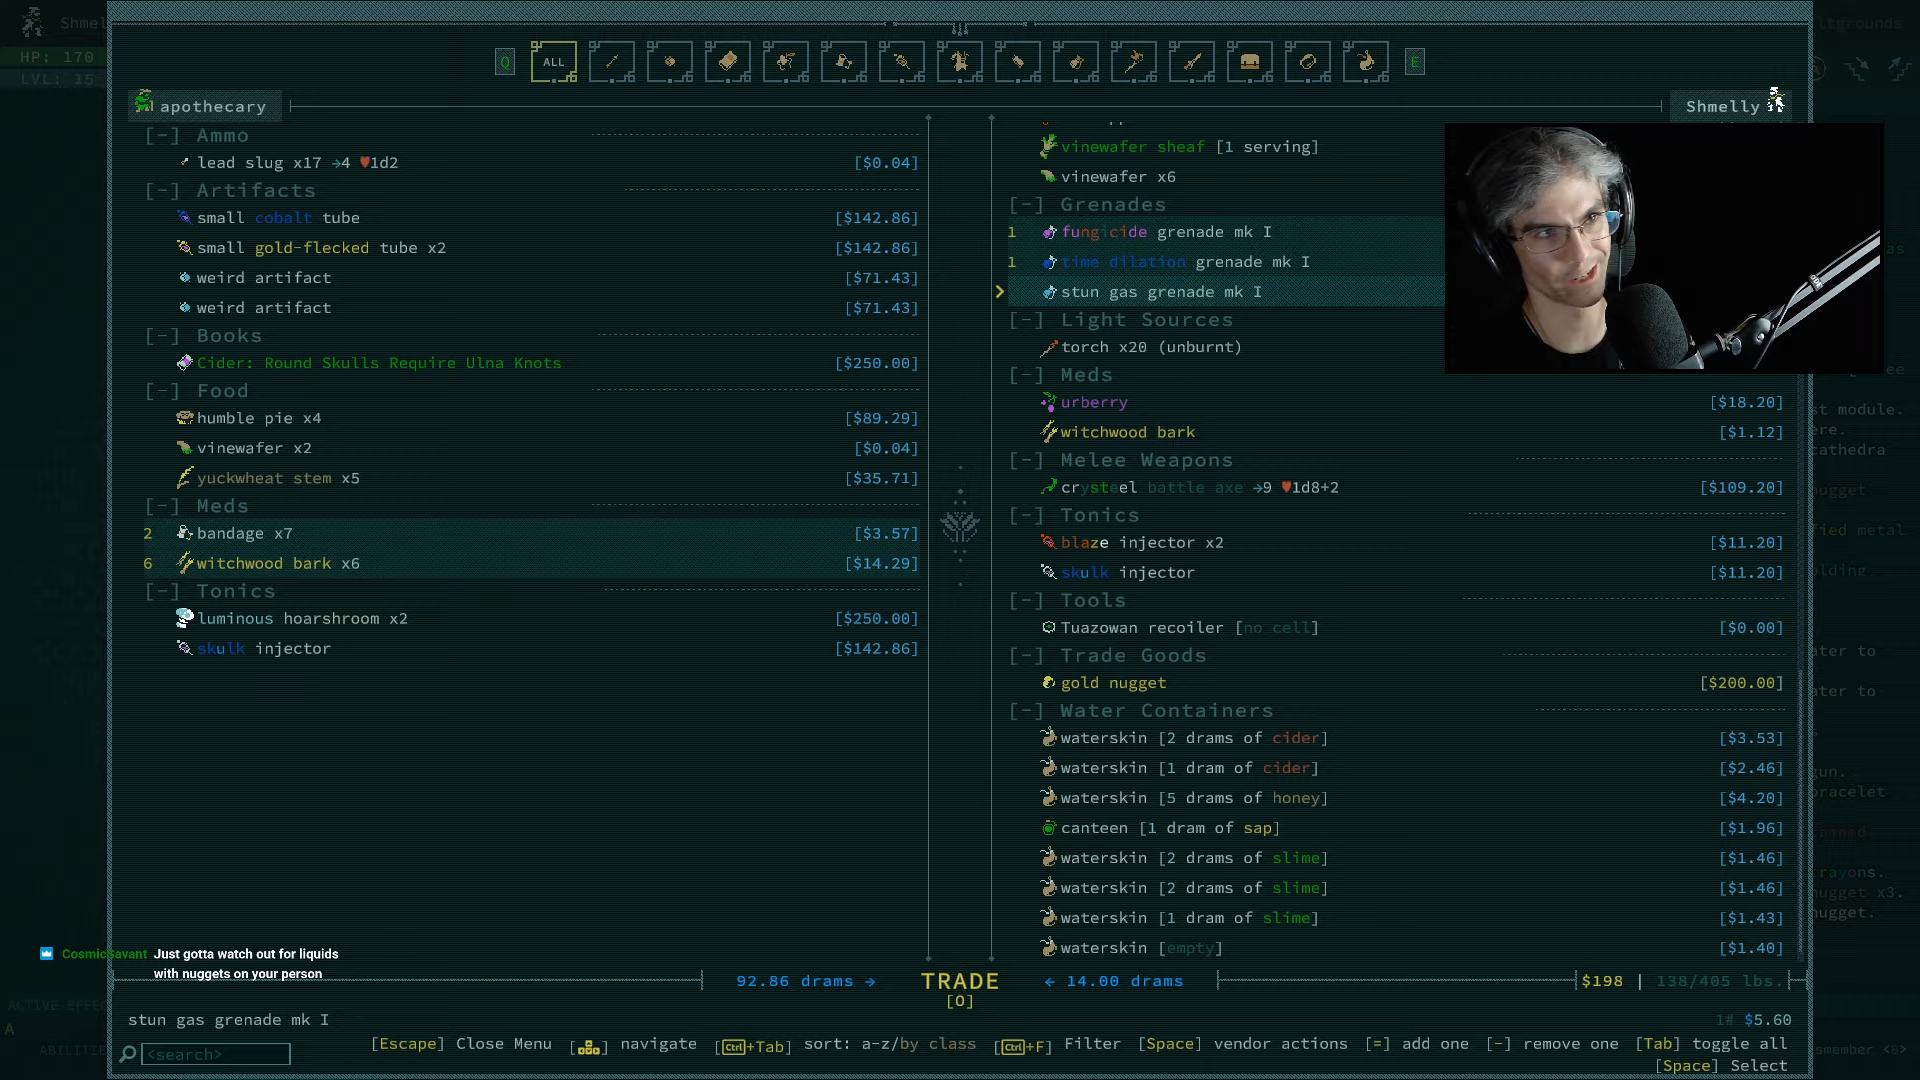 Shmel
HP: 170
LVL: 15
Q
ALL
E
apothecary
Shmelly
[-] Ammo
lead slug x17 →4 ♥1d2 [$0.04]
[-] Artifacts
small cobalt tube [$142.86]
small gold-flecked tube x2 [$142.86]
weird artifact [$71.43]
weird artifact [$71.43]
[-] Books
Cider: Round Skulls Require Ulna Knots [$250.00]
[-] Food
humble pie x4 [$89.29]
vinewafer x2 [$0.04]
yuckwheat stem x5 [$35.71]
[-] Meds
2 bandage x7 [$3.57]
6 witchwood bark x6 [$14.29]
[-] Tonics
luminous hoarshroom x2 [$250.00]
skulk injector [$142.86]
vinewafer sheaf [1 serving]
vinewafer x6
[-] Grenades
1 fungicide grenade mk I
1 time dilation grenade mk I
> stun gas grenade mk I
[-] Light Sources
torch x20 (unburnt)
[-] Meds
urberry [$18.20]
witchwood bark [$1.12]
[-] Melee Weapons
crysteel battle axe →9 ♥1d8+2 [$109.20]
[-] Tonics
blaze injector x2 [$11.20]
skulk injector [$11.20]
[-] Tools
Tuazowan recoiler [no cell] [$0.00]
[-] Trade Goods
gold nugget [$200.00]
[-] Water Containers
waterskin [2 drams of cider] [$3.53]
waterskin [1 dram of cider] [$2.46]
waterskin [5 drams of honey] [$4.20]
canteen [1 dram of sap] [$1.96]
waterskin [2 drams of slime] [$1.46]
waterskin [2 drams of slime] [$1.46]
waterskin [1 dram of slime] [$1.43]
waterskin [empty] [$1.40]
CosmicSavant Just gotta watch out for liquids
with nuggets on your person
92.86 drams → TRADE ← 14.00 drams $198 | 138/405 lbs.
[O]
stun gas grenade mk I
1# $5.60
<search>
[Escape] Close Menu navigate [Ctrl+Tab] sort: a-z/by class [Ctrl+F] Filter [Space] vendor actions [=] add one [-] remove one [Tab] toggle all
[Space] Select